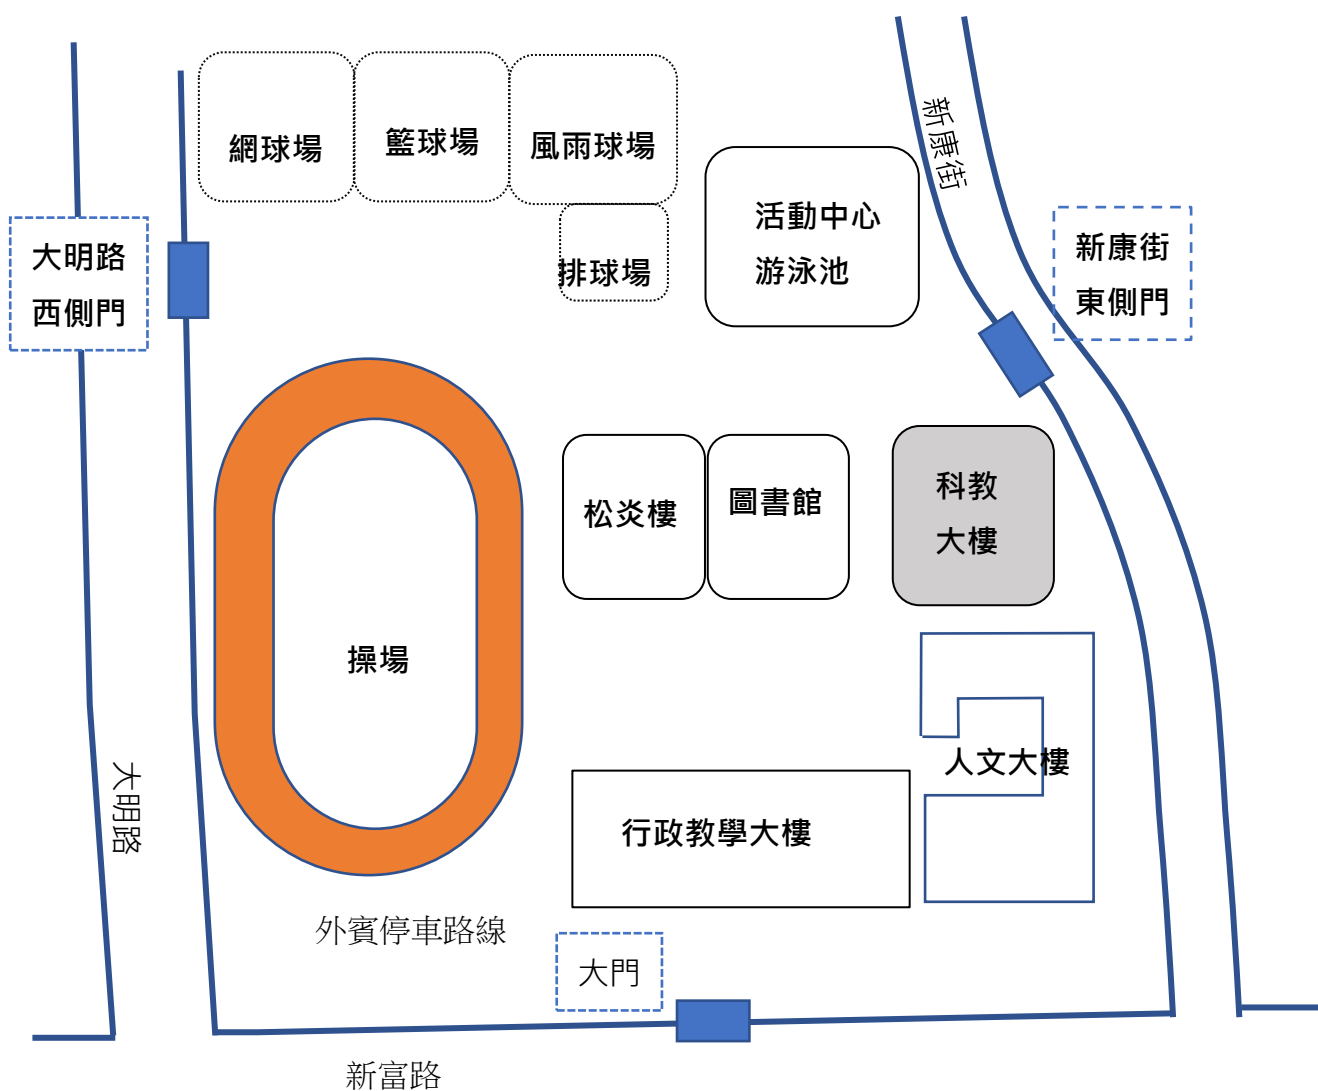 網球場
籃球場
風雨球場
新康街
活動中心
游泳池
大明路
西側門
排球場
新康街
東側門
松炎樓
圖書館
科教
大樓
操場
人文大樓
大明路
行政教學大樓
外賓停車路線
大門
新富路